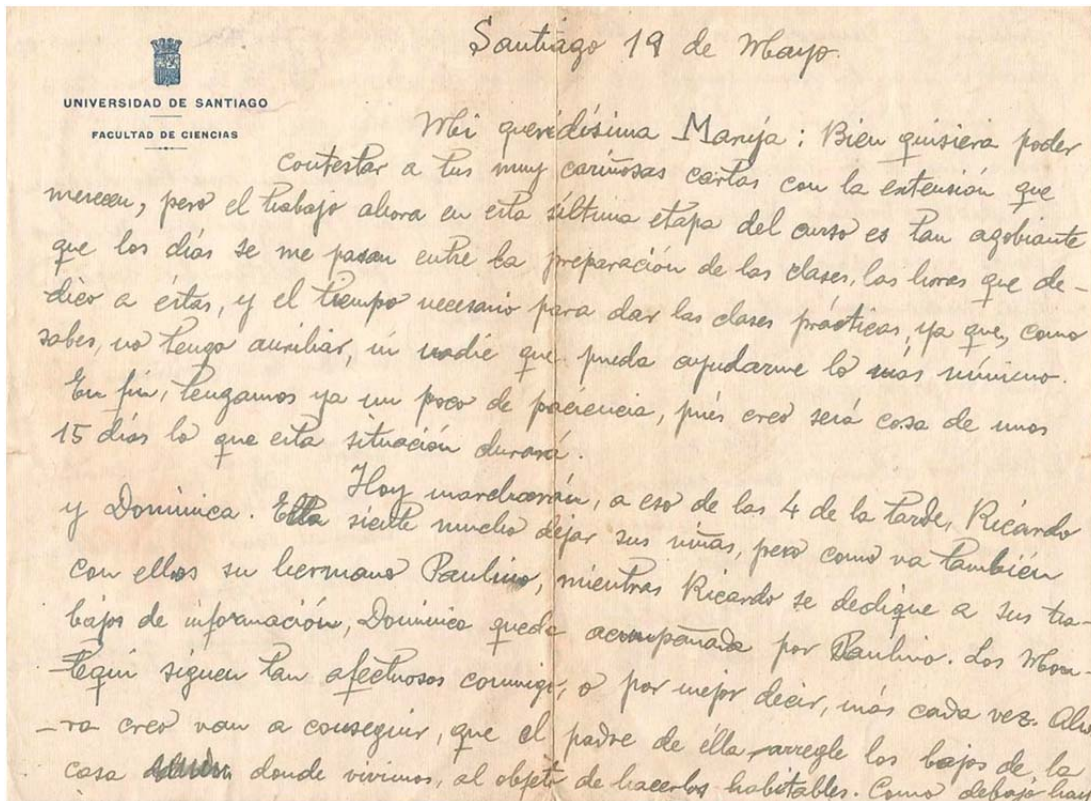 Santiago 19 de Mayo.
UNIVERSIDAD DE SANTIAGO
FACULTAD DE CIENCIAS
Mi queridísima Maruja: Bien quisiera poder
contestar a tus muy cariñosas cartas con la extensión que
merecen, pero el trabajo ahora en esta última etapa del curso es tan agobiante
que los días se me pasan entre la preparación de las clases, las horas que de-
dico a éstas, y el tiempo necesario para dar las clases prácticas, ya que, como
sabes, no tengo auxiliar, ni nadie que pueda ayudarme lo más mínimo.
En fin, tengamos ya un poco de paciencia, pués creo será cosa de unos
15 días lo que esta situación durará.
Hoy marcharán, a eso de las 4 de la tarde, Ricardo
y Dominica. Ella siente mucho dejar sus niñas, pero como va también
con ellos su hermano Paulino, mientras Ricardo se dedique a sus tra-
bajos de información, Dominica queda acompañada por Paulino. Los
siguen tan afectuosos conmigo, o por mejor decir, más cada vez. Aho
-ra creo van a conseguir, que el padre de élla arregle los bajos de la
casa donde vivimos, al objeto de hacerlos habitables. Como debajo hay